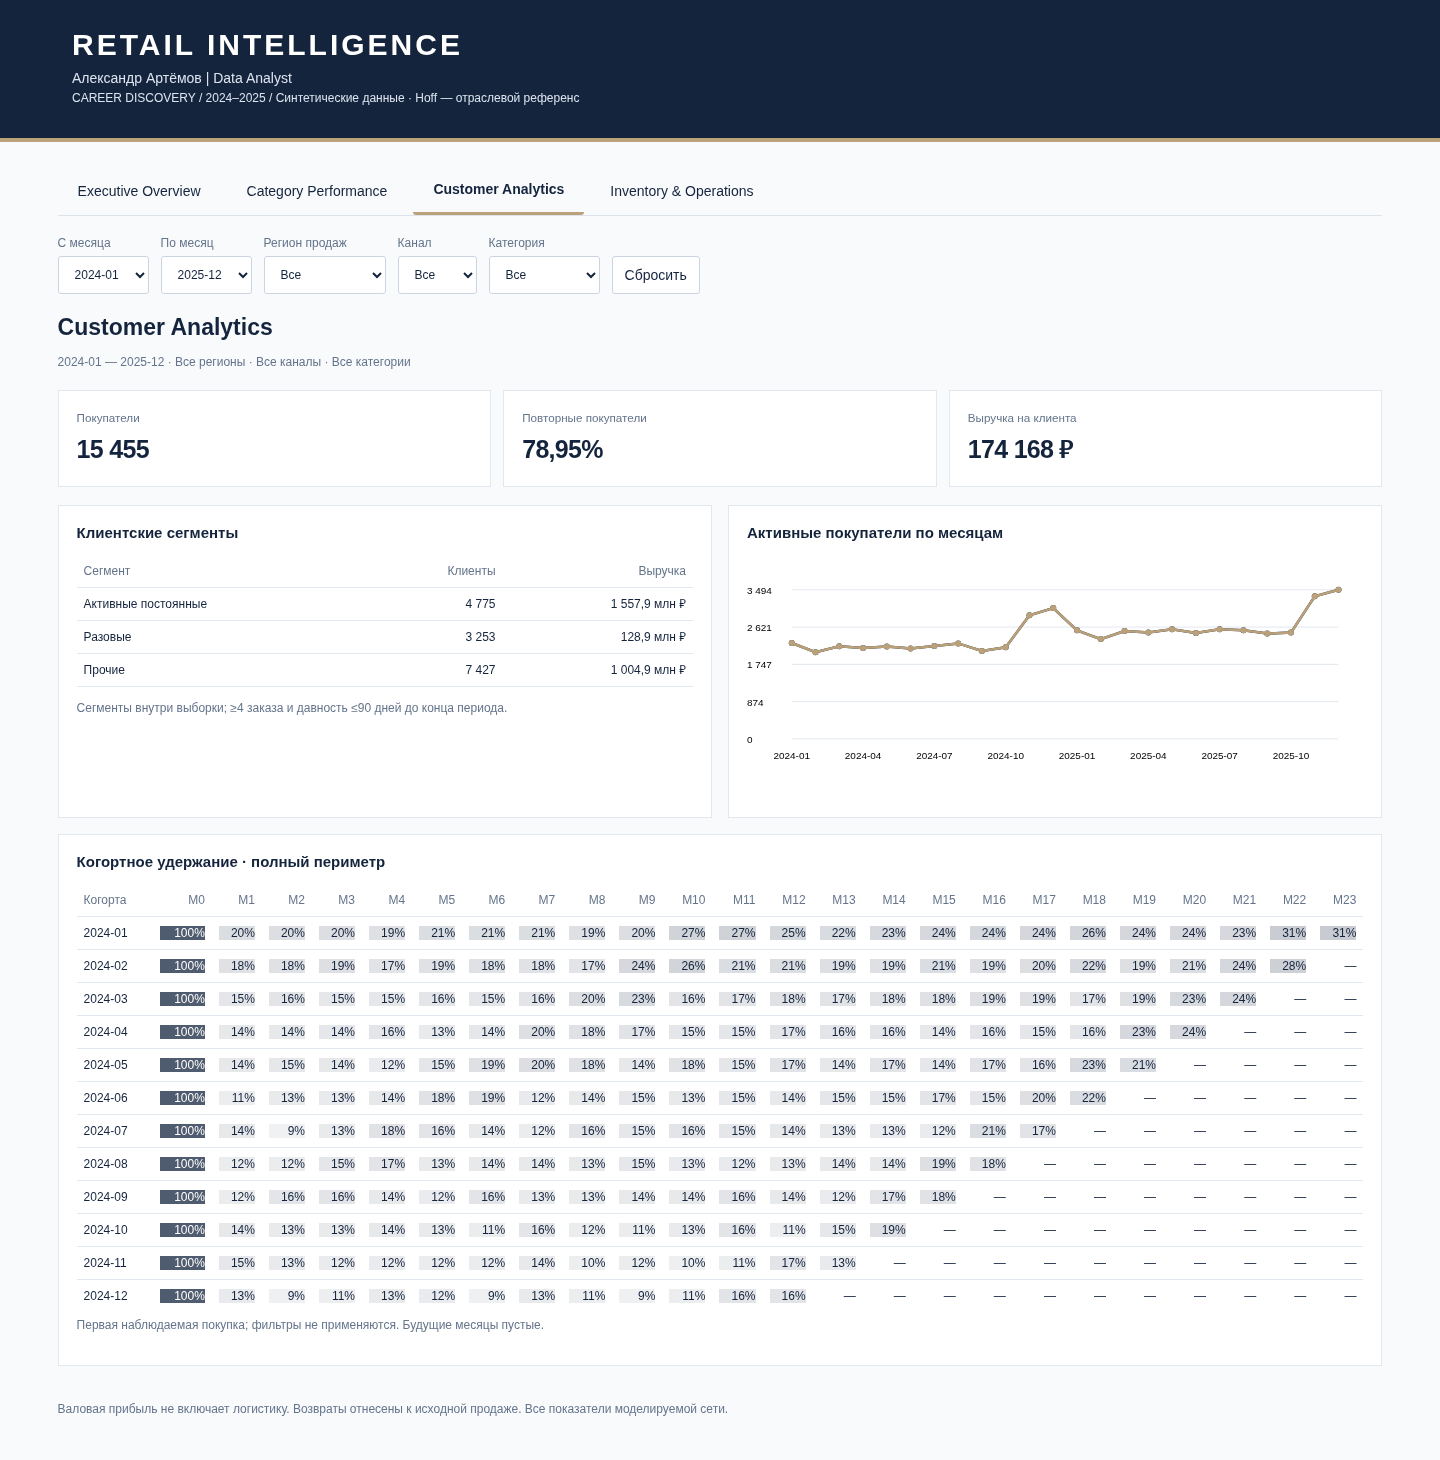 RETAIL INTELLIGENCE
Александр Артёмов | Data Analyst
CAREER DISCOVERY / 2024–2025 / Синтетические данные · Hoff — отраслевой референс
Executive Overview Category Performance Customer Analytics Inventory & Operations
С месяца По месяц Регион продаж Канал Категория
2024-01 2025-12 Все Все Все Сбросить
Customer Analytics
2024-01 — 2025-12 · Все регионы · Все каналы · Все категории
Покупатели Повторные покупатели Выручка на клиента
15 455 78,95% 174 168 ₽
Клиентские сегменты
Сегмент Клиенты Выручка
Активные постоянные 4 775 1 557,9 млн ₽
Разовые 3 253 128,9 млн ₽
Прочие 7 427 1 004,9 млн ₽
Сегменты внутри выборки; ≥4 заказа и давность ≤90 дней до конца периода.
Активные покупатели по месяцам
3 494
2 621
1 747
874
0
2024-01 2024-04 2024-07 2024-10 2025-01 2025-04 2025-07 2025-10
Когортное удержание · полный периметр
Когорта M0 M1 M2 M3 M4 M5 M6 M7 M8 M9 M10 M11 M12 M13 M14 M15 M16 M17 M18 M19 M20 M21 M22 M23
2024-01 100% 20% 20% 20% 19% 21% 21% 21% 19% 20% 27% 27% 25% 22% 23% 24% 24% 24% 26% 24% 24% 23% 31% 31%
2024-02 100% 18% 18% 19% 17% 19% 18% 18% 17% 24% 26% 21% 21% 19% 19% 21% 19% 20% 22% 19% 21% 24% 28% —
2024-03 100% 15% 16% 15% 15% 16% 15% 16% 20% 23% 16% 17% 18% 17% 18% 18% 19% 19% 17% 19% 23% 24% — —
2024-04 100% 14% 14% 14% 16% 13% 14% 20% 18% 17% 15% 15% 17% 16% 16% 14% 16% 15% 16% 23% 24% — — —
2024-05 100% 14% 15% 14% 12% 15% 19% 20% 18% 14% 18% 15% 17% 14% 17% 14% 17% 16% 23% 21% — — — —
2024-06 100% 11% 13% 13% 14% 18% 19% 12% 14% 15% 13% 15% 14% 15% 15% 17% 15% 20% 22% — — — — —
2024-07 100% 14% 9% 13% 18% 16% 14% 12% 16% 15% 16% 15% 14% 13% 13% 12% 21% 17% — — — — — —
2024-08 100% 12% 12% 15% 17% 13% 14% 14% 13% 15% 13% 12% 13% 14% 14% 19% 18% — — — — — — —
2024-09 100% 12% 16% 16% 14% 12% 16% 13% 13% 14% 14% 16% 14% 12% 17% 18% — — — — — — — —
2024-10 100% 14% 13% 13% 14% 13% 11% 16% 12% 11% 13% 16% 11% 15% 19% — — — — — — — — —
2024-11 100% 15% 13% 12% 12% 12% 12% 14% 10% 12% 10% 11% 17% 13% — — — — — — — — — —
2024-12 100% 13% 9% 11% 13% 12% 9% 13% 11% 9% 11% 16% 16% — — — — — — — — — — —
Первая наблюдаемая покупка; фильтры не применяются. Будущие месяцы пустые.
Валовая прибыль не включает логистику. Возвраты отнесены к исходной продаже. Все показатели моделируемой сети.